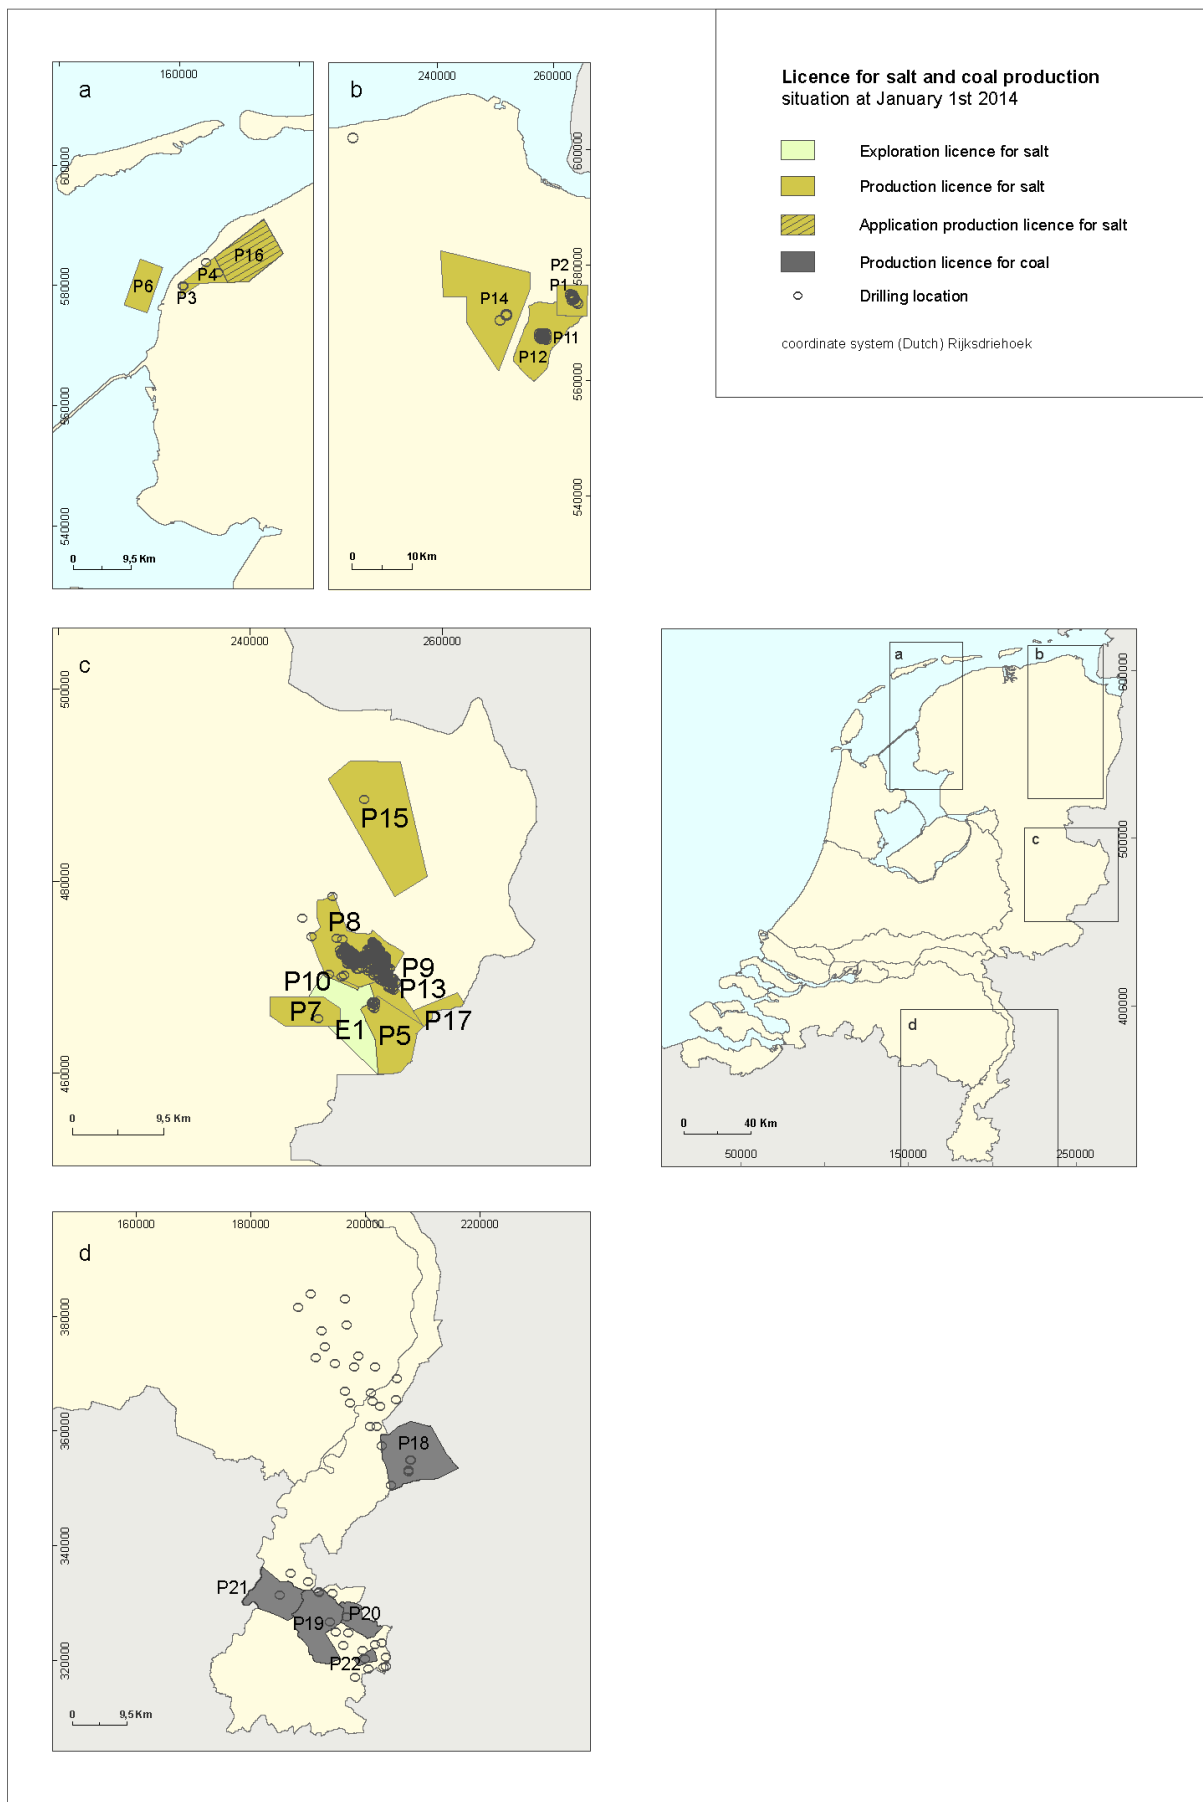 Licence for salt and coal production
situation at January 1st 2014
Exploration licence for salt
Production licence for salt
Application production licence for salt
Production licence for coal
Drilling location
coordinate system (Dutch) Rijksdriehoek
160000
a
600000
580000
560000
540000
P16
P4
P6
P3
0 9,5 Km
240000 260000
b
600000
580000
560000
540000
P2
P1
P14
P11
P12
0 10 Km
240000 260000
c
500000
480000
460000
P15
P8
P9
P10
P13
P7
E1
P5
P17
0 9,5 Km
a
b
c
d
600000
500000
400000
0 40 Km
50000 150000 250000
160000 180000 200000 220000
d
380000
360000
340000
320000
P18
P21
P20
P19
P22
0 9,5 Km